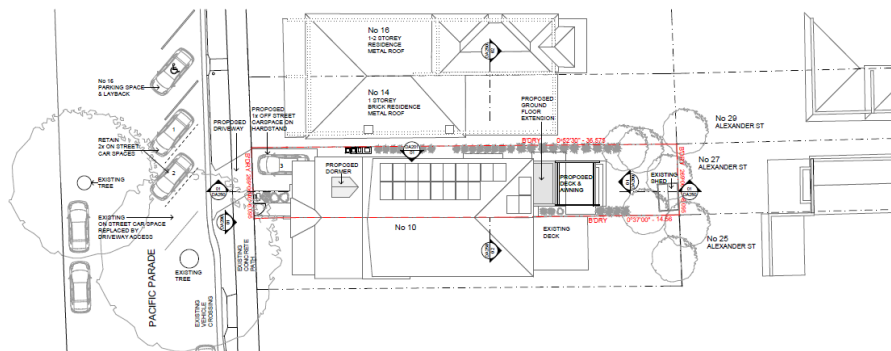 No 16
PARKING SPACE
& LAYBACK
RETAIN
2x ON STREET
CAR SPACES
EXISTING
TREE
EXISTING
ON STREET CAR SPACE
REPLACED BY
DRIVEWAY ACCESS
PACIFIC PARADE
1
2
EXISTING
TREE
EXISTING
VEHICLE
CROSSING
EXISTING
CONCRETE
PATH
PROPOSED
DRIVEWAY
PROPOSED
1x OFF STREET
CARSPACE ON
HARDSTAND
3
No 16
1-2 STOREY
RESIDENCE
METAL ROOF
No 14
1 STOREY
BRICK RESIDENCE
METAL ROOF
PROPOSED
DORMER
No 10
PROPOSED
GROUND
FLOOR
EXTENSION
B'DRY
PROPOSED
DECK &
AWNING
EXISTING
SHED
EXISTING
DECK
B'DRY
No 29
ALEXANDER ST
No 27
ALEXANDER ST
No 25
ALEXANDER ST